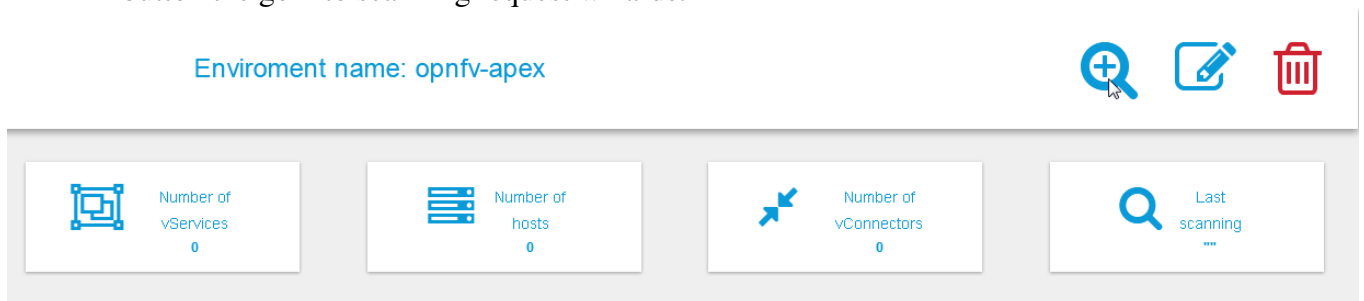 Enviroment name: opnfv-apex
Number of
vServices
0
Number of
hosts
0
Number of
vConnectors
0
Last
scanning
""